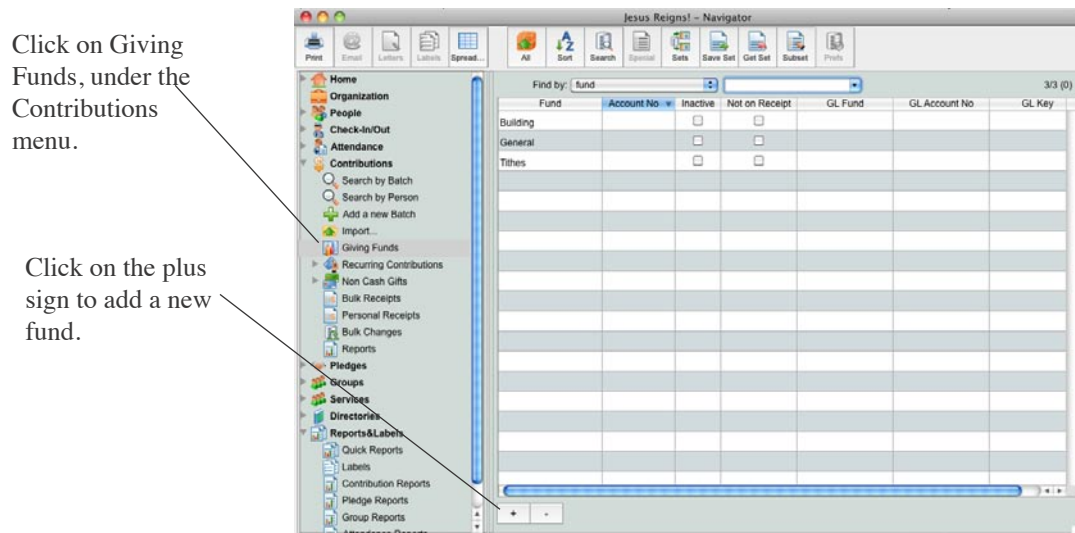 Click on Giving
Funds, under the
Contributions
menu.
Click on the plus
sign to add a new
fund.
Jesus Reigns! – Navigator
Print Email Letters Labels Spread... All Sort Search Special Sets Save Set Get Set Subset Prefs
Find by: fund 3/3 (0)
Fund Account No Inactive Not on Receipt GL Fund GL Account No GL Key
Building
General
Tithes
Home
Organization
People
Check-In/Out
Attendance
Contributions
Search by Batch
Search by Person
Add a new Batch
Import...
Giving Funds
Recurring Contributions
Non Cash Gifts
Bulk Receipts
Personal Receipts
Bulk Changes
Reports
Pledges
Groups
Services
Directories
Reports&Labels
Quick Reports
Labels
Contribution Reports
Pledge Reports
Group Reports
Attendance Reports
+ -